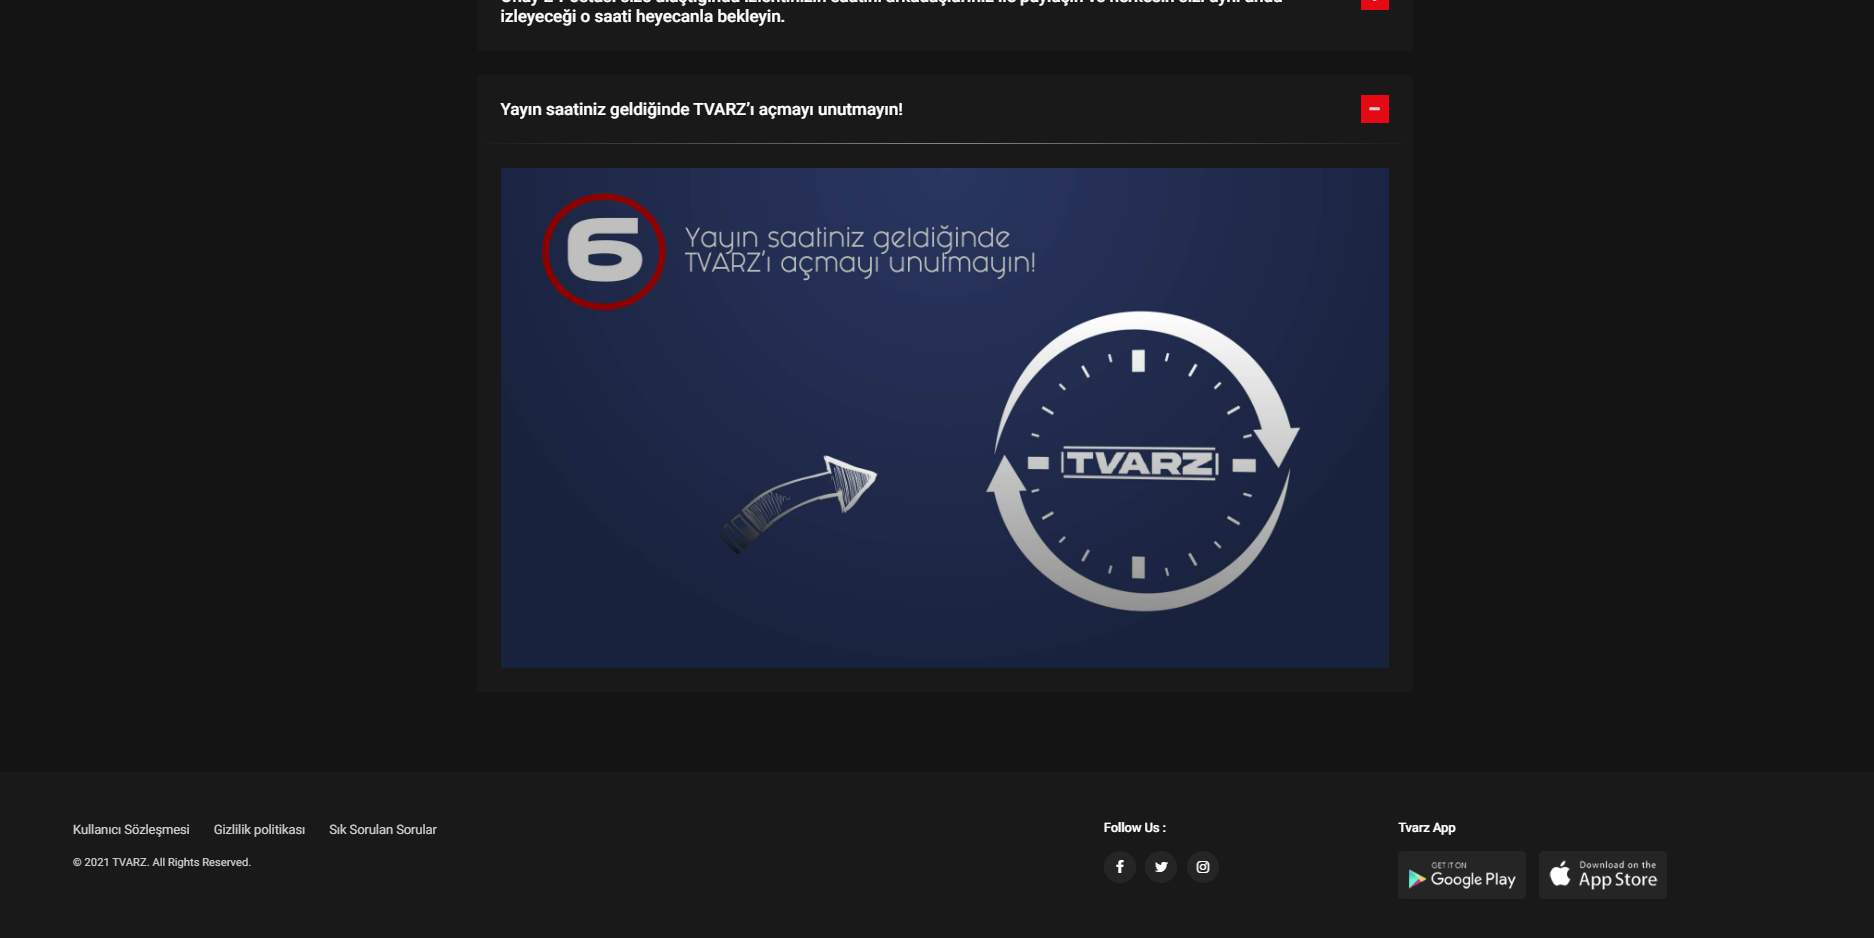 izleyeceği o saati heyecanla bekleyin.
Yayın saatiniz geldiğinde TVARZ’ı açmayı unutmayın!
6
Yayın saatiniz geldiğinde
TVARZ’ı açmayı unutmayın!
TVARZ
Kullanıcı Sözleşmesi Gizlilik politikası Sık Sorulan Sorular
© 2021 TVARZ. All Rights Reserved.
Follow Us :
Tvarz App
GET IT ON
Google Play
Download on the
App Store